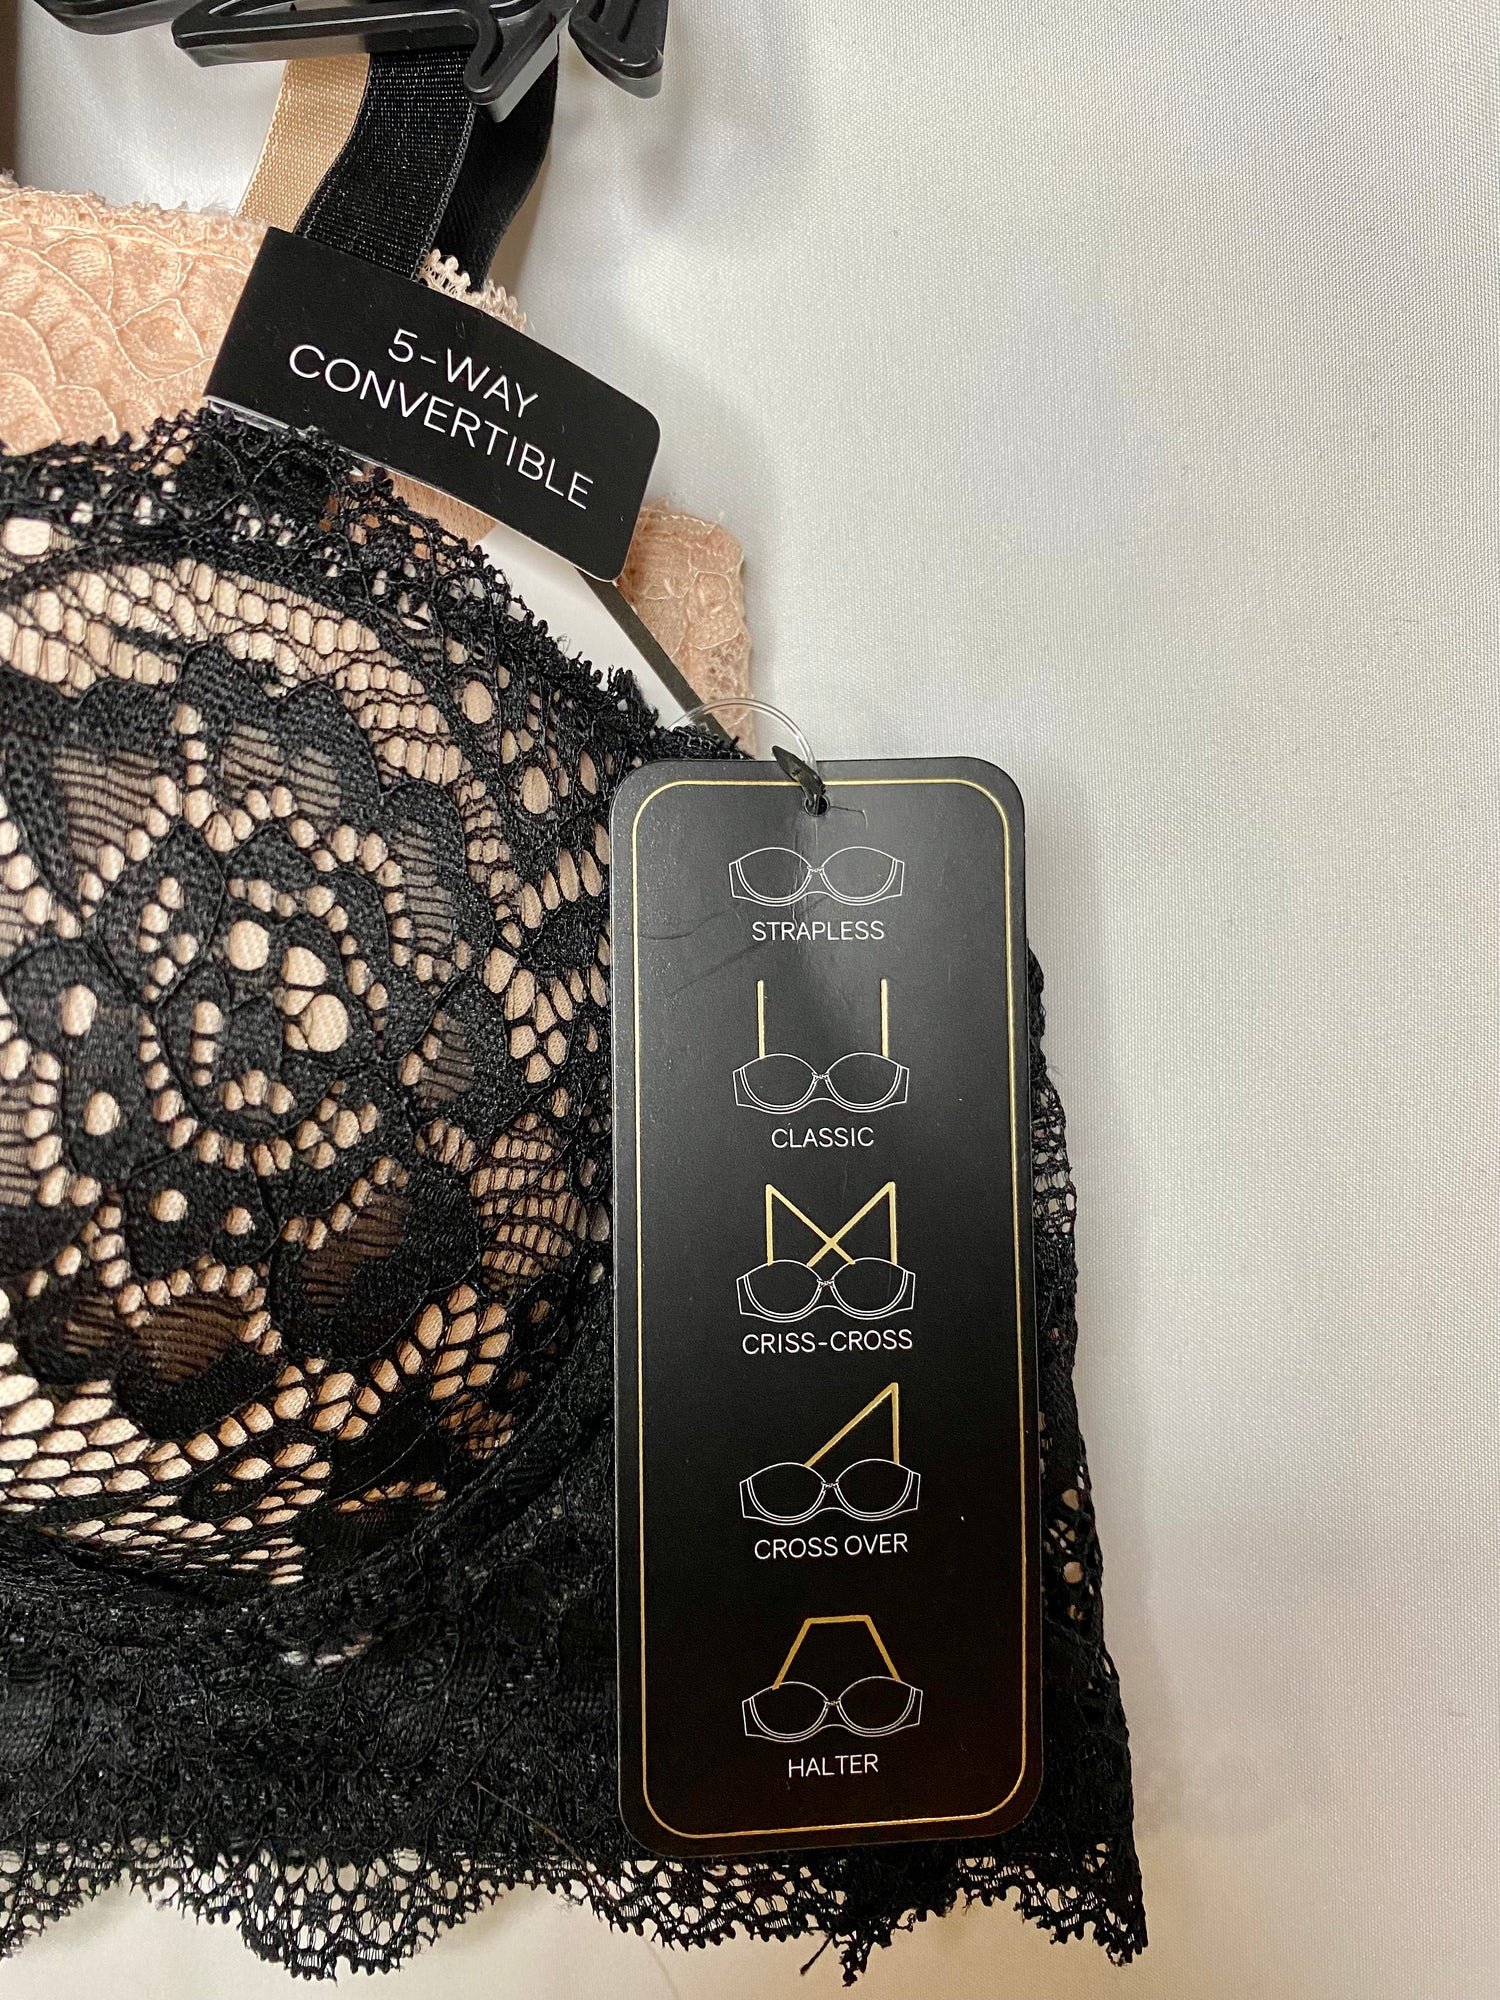 5-WAY
CONVERTIBLE
STRAPLESS
CLASSIC
CRISS-CROSS
CROSS OVER
HALTER